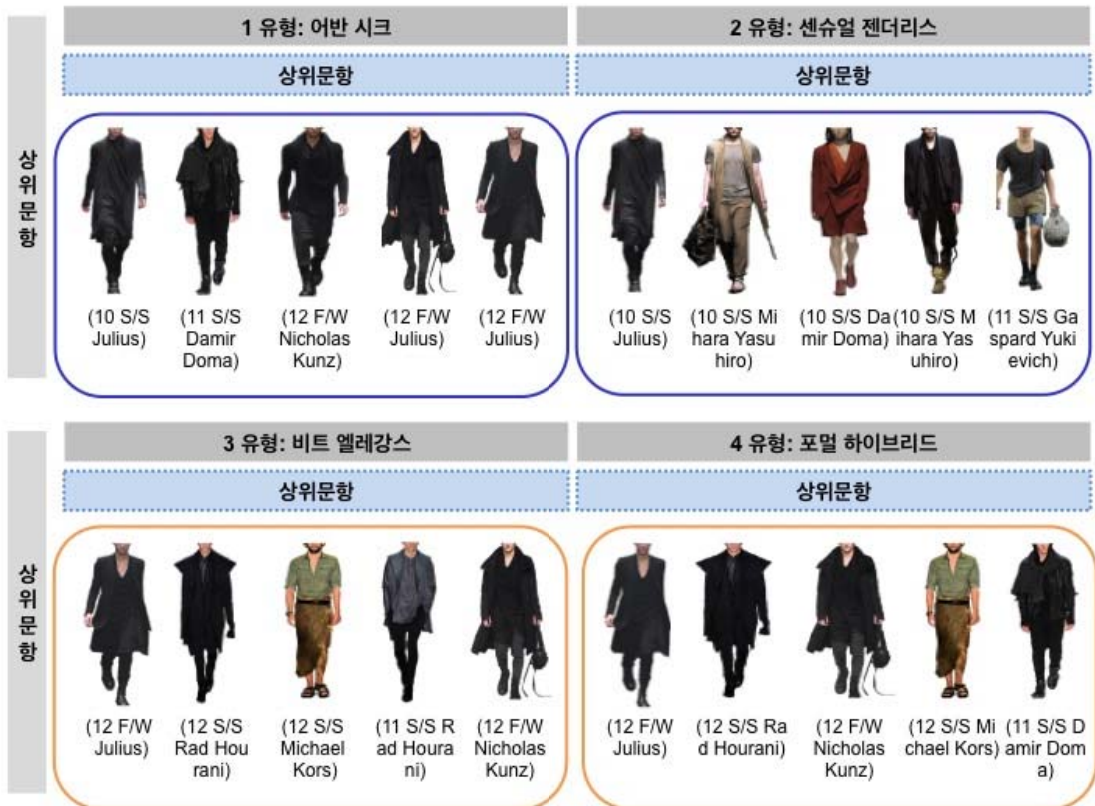 1 유형: 어반 시크
2 유형: 센슈얼 젠더리스
상위문항
상위문항
상위문항
(10 S/S
Julius)
(11 S/S
Damir
Doma)
(12 F/W
Nicholas
Kunz)
(12 F/W
Julius)
(12 F/W
Julius)
(10 S/S
Julius)
(10 S/S Mi
hara Yasu
hiro)
(10 S/S Da
mir Doma)
(10 S/S M
ihara Yas
uhiro)
(11 S/S Ga
spard Yuki
evich)
3 유형: 비트 엘레강스
4 유형: 포멀 하이브리드
상위문항
상위문항
상위문항
(12 F/W
Julius)
(12 S/S
Rad Hou
rani)
(12 S/S
Michael
Kors)
(11 S/S R
ad Houra
ni)
(12 F/W
Nicholas
Kunz)
(12 F/W
Julius)
(12 S/S Ra
d Hourani)
(12 F/W
Nicholas
Kunz)
(12 S/S Mi
chael Kors)
(11 S/S D
amir Dom
a)